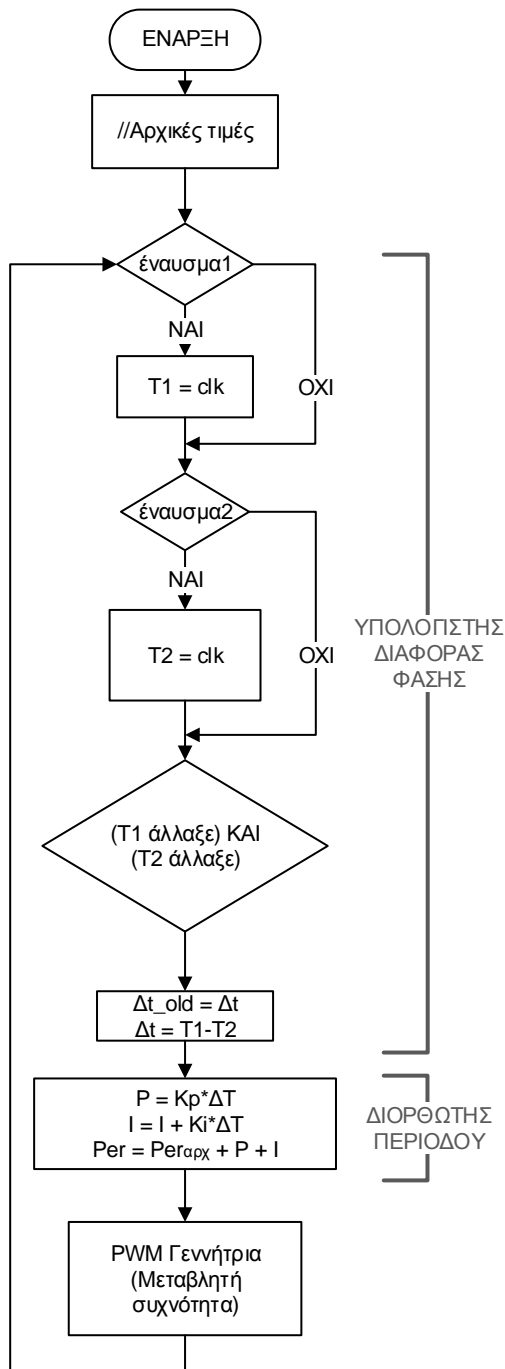 ΕΝΑΡΞΗ
//Αρχικές τιμές
έναυσμα1
ΝΑΙ
ΟΧΙ
T1 = clk
έναυσμα2
ΝΑΙ
ΟΧΙ
T2 = clk
(T1 άλλαξε) ΚΑΙ
(T2 άλλαξε)
Δt_old = Δt
Δt = T1-T2
ΥΠΟΛΟΓΙΣΤΗΣ
ΔΙΑΦΟΡΑΣ
ΦΑΣΗΣ
P = Kp*ΔT
I = I + Ki*ΔT
Per = Perαρχ + P + I
ΔΙΟΡΘΩΤΗΣ
ΠΕΡΙΟΔΟΥ
PWM Γεννήτρια
(Μεταβλητή
συχνότητα)